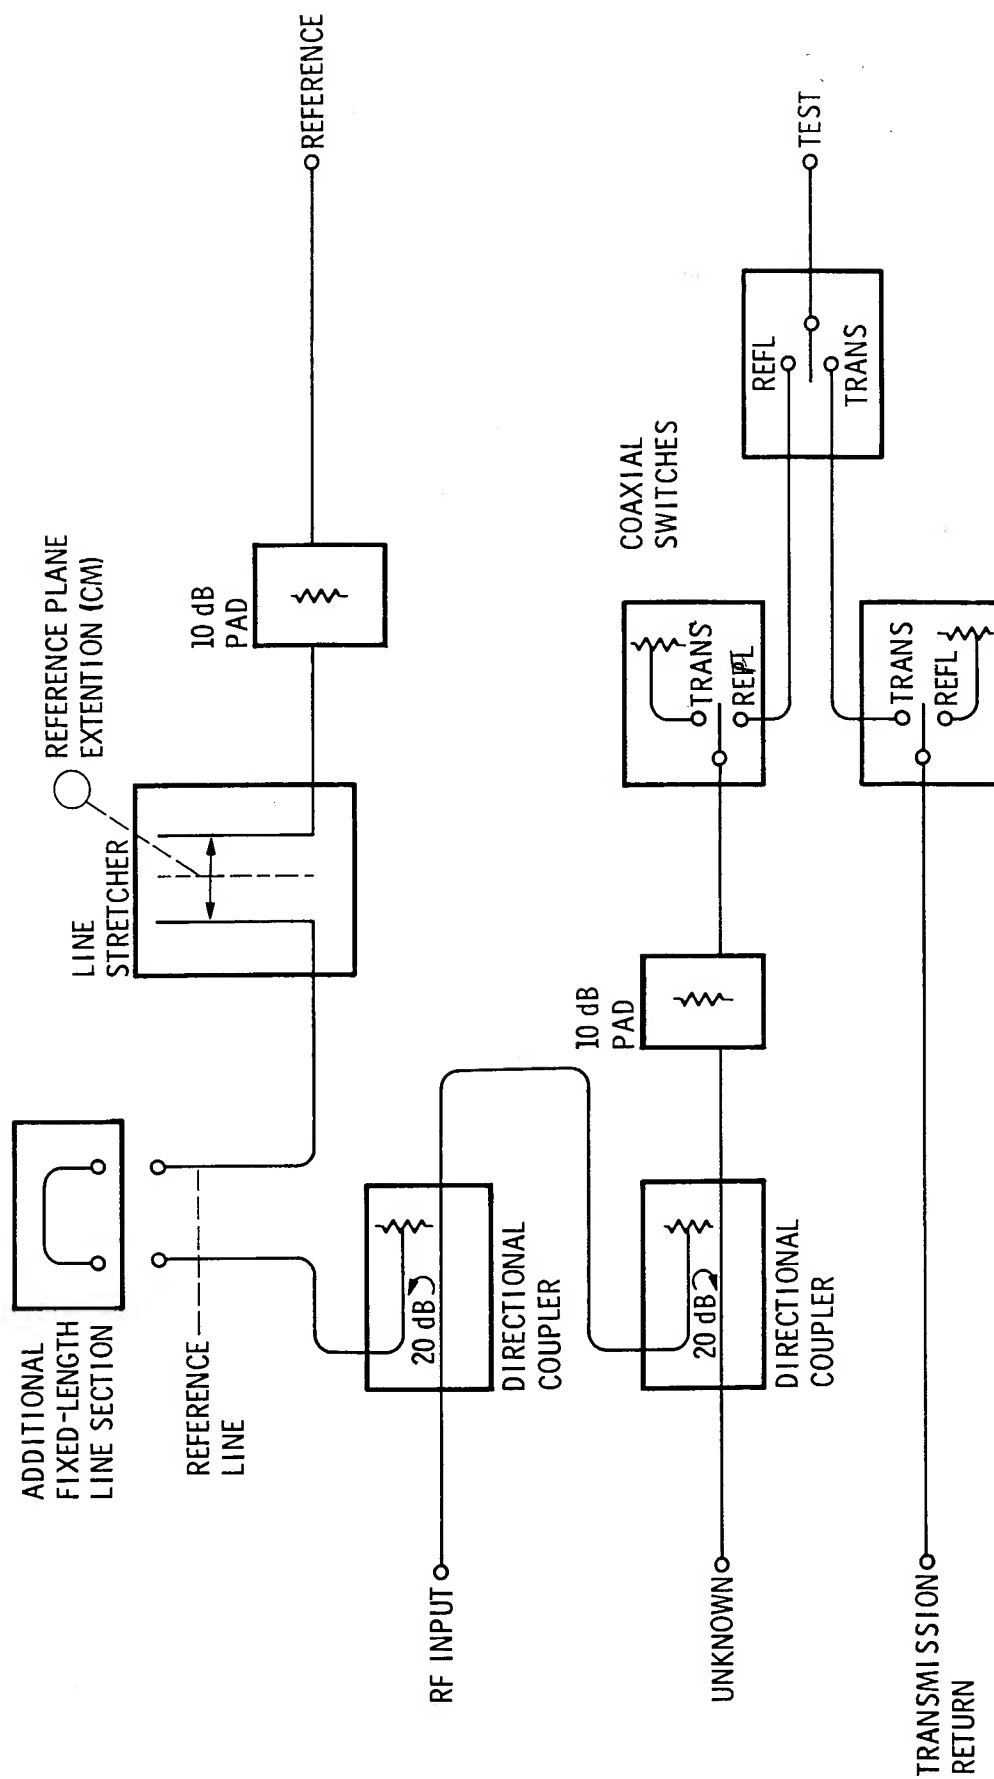 ADDITIONAL
FIXED-LENGTH
LINE SECTION
REFERENCE
LINE
LINE
STRETCHER
REFERENCE PLANE
EXTENTION (CM)
10 dB
PAD
REFERENCE
RF INPUT
20 dB
DIRECTIONAL
COUPLER
UNKNOWN
20 dB
DIRECTIONAL
COUPLER
10 dB
PAD
COAXIAL
SWITCHES
TRANS
REFL
REFL
TRANS
TEST
TRANSMISSION
RETURN
TRANS
REFL